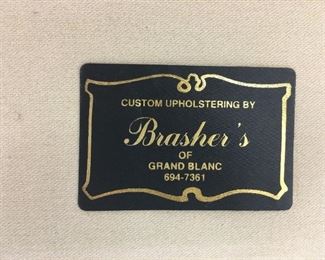 CUSTOM UPHOLSTERING BY
Brasher's
OF
GRAND BLANC
694-7361